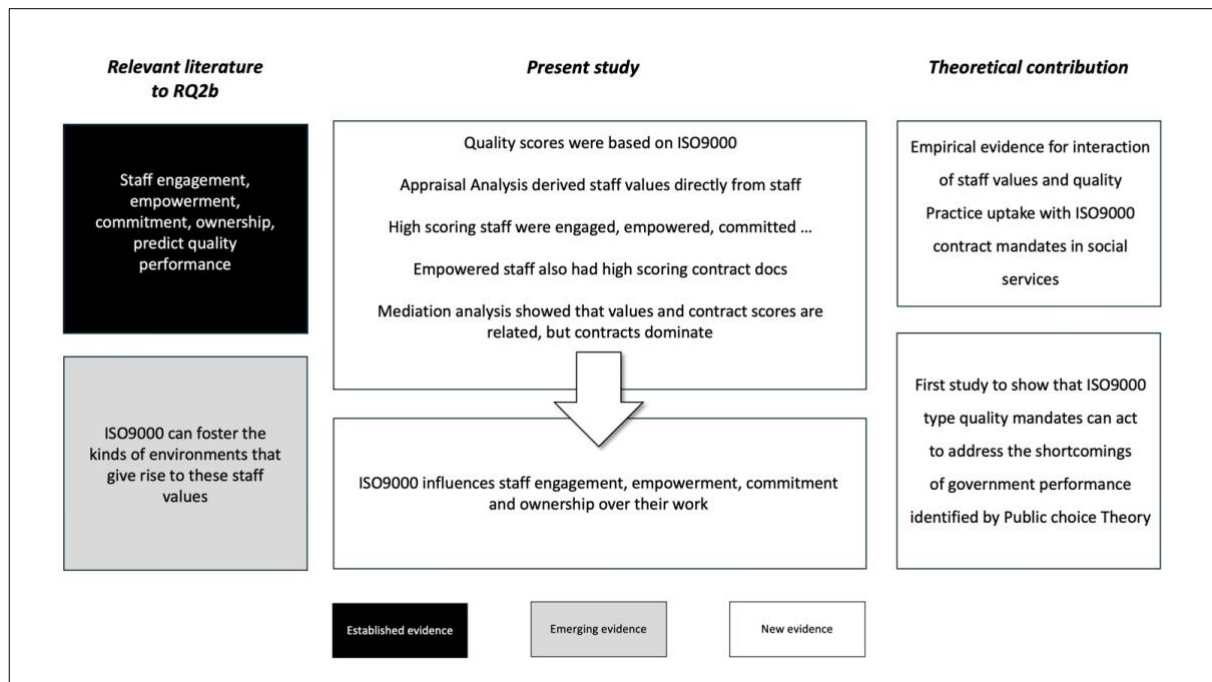 Relevant literature
to RQ2b
Staff engagement,
empowerment,
commitment, ownership,
predict quality
performance
ISO9000 can foster the
kinds of environments that
give rise to these staff
values
Present study
Quality scores were based on ISO9000
Appraisal Analysis derived staff values directly from staff
High scoring staff were engaged, empowered, committed ...
Empowered staff also had high scoring contract docs
Mediation analysis showed that values and contract scores are
related, but contracts dominate
ISO9000 influences staff engagement, empowerment, commitment
and ownership over their work
Theoretical contribution
Empirical evidence for interaction
of staff values and quality
Practice uptake with ISO9000
contract mandates in social
services
First study to show that ISO9000
type quality mandates can act
to address the shortcomings
of government performance
identified by Public choice Theory
Established evidence
Emerging evidence
New evidence